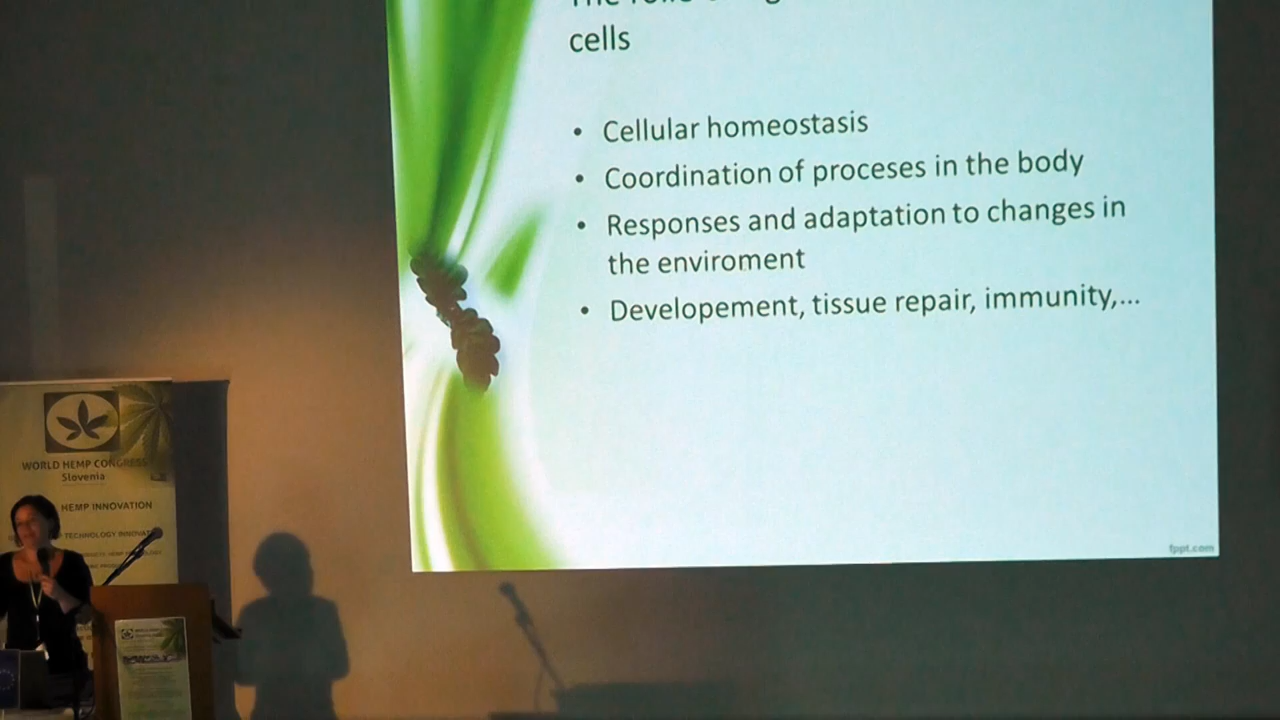 cells
• Cellular homeostasis
• Coordination of proceses in the body
• Responses and adaptation to changes in
the enviroment
• Developement, tissue repair, immunity,...
fppt.com
WORLD HEMP CONGRESS
Slovenia
HEMP INNOVATION
TECHNOLOGY